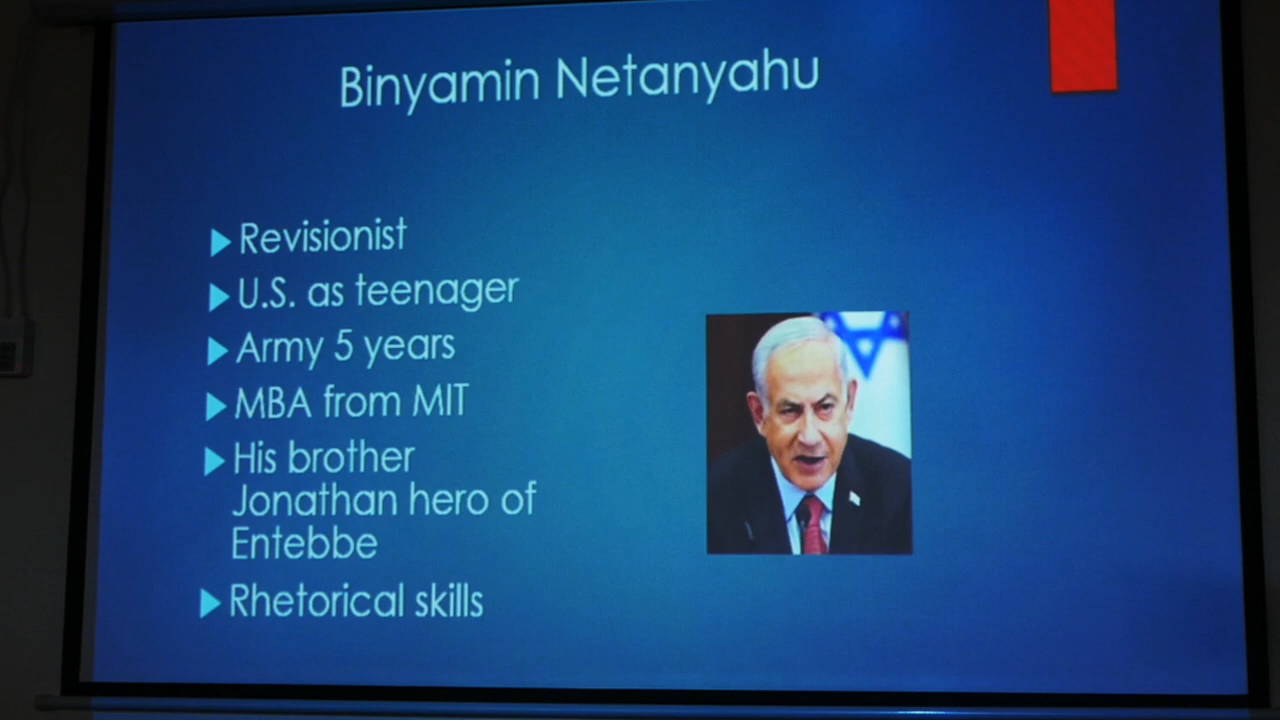 Binyamin Netanyahu
Revisionist
U.S. as teenager
Army 5 years
MBA from MIT
His brother
Jonathan hero of
Entebbe
Rhetorical skills